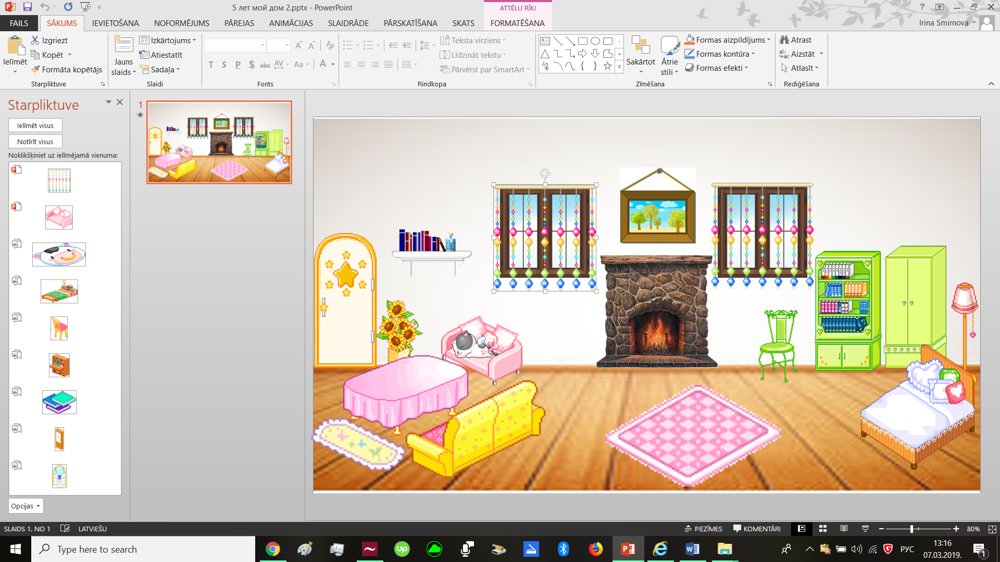 5 лет мой дом 2.pptx - PowerPoint
ATTĒLU RĪKI
?
FAILS
SĀKUMS
IEVIETOŠANA
NOFORMĒJUMS
PĀREJAS
ANIMĀCIJAS
SLAIDRĀDE
PĀRSKATĪŠANA
SKATS
FORMATĒŠANA
Irina Smirnova
Ielīmēt
Izgriezt
Kopēt
Formāta kopētājs
Starpliktuve
Jauns
slaids
Izkārtojums
Atiestatīt
Sadaļa
Slaidi
T S P S abc AV Aa A
Fonts
Teksta virziens
Līdzināt tekstu
Pārvērst par SmartArt
Rindkopa
Sakārtot
Ātrie
stili
Formas aizpildījums
Formas kontūra
Formas efekti
Zīmēšana
Atrast
Aizstāt
Atlasīt
Rediģēšana
Starpliktuve
Ielīmēt visus
Notīrīt visus
Noklikšķiniet uz ielīmējamā vienuma:
Opcijas
1
SLAIDS 1. NO 1
LATVIEŠU
PIEZĪMES
KOMENTĀRI
80%
Type here to search
РУС
13:16
07.03.2019.
1